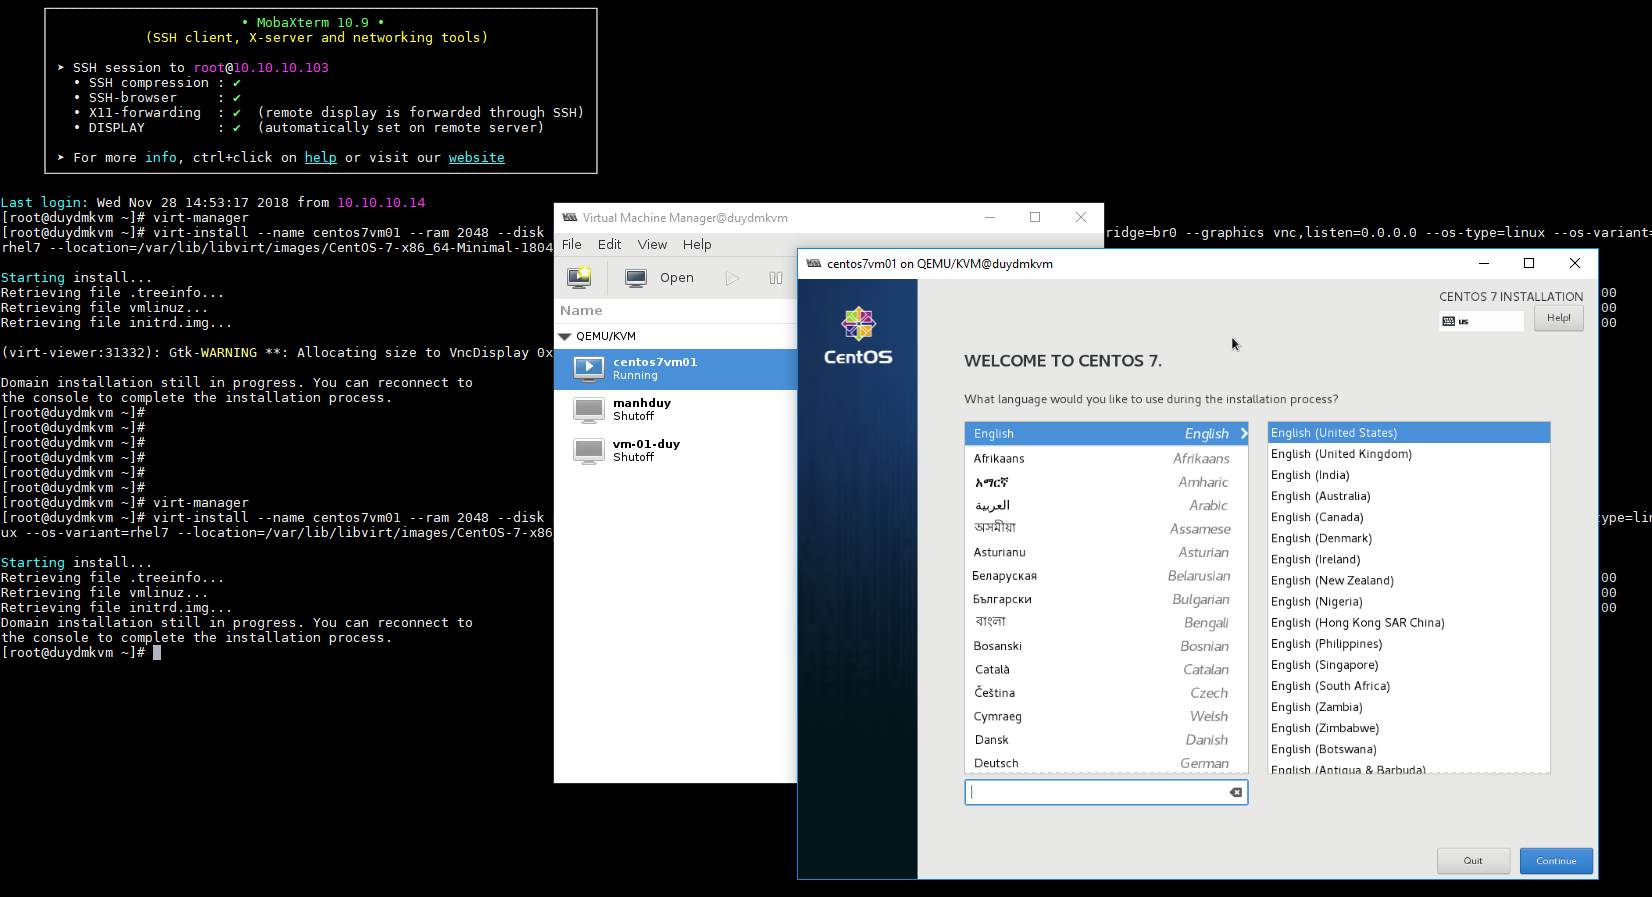 • MobaXterm 10.9 •
(SSH client, X-server and networking tools)
➤ SSH session to root@10.10.10.103
• SSH compression : ✔
• SSH-browser : ✔
• X11-forwarding : ✔ (remote display is forwarded through SSH)
• DISPLAY : ✔ (automatically set on remote server)
➤ For more info, ctrl+click on help or visit our website
Last login: Wed Nov 28 14:53:17 2018 from 10.10.10.14
[root@duydmkvm ~]# virt-manager
[root@duydmkvm ~]# virt-install --name centos7vm01 --ram 2048 --disk
ridge=br0 --graphics vnc,listen=0.0.0.0 --os-type=linux --os-variant=
rhel7 --location=/var/lib/libvirt/images/CentOS-7-x86_64-Minimal-1804
Starting install...
Retrieving file .treeinfo...
00
Retrieving file vmlinuz...
00
Retrieving file initrd.img...
00
(virt-viewer:31332): Gtk-WARNING **: Allocating size to VncDisplay 0x
Domain installation still in progress. You can reconnect to
the console to complete the installation process.
[root@duydmkvm ~]#
[root@duydmkvm ~]#
[root@duydmkvm ~]#
[root@duydmkvm ~]#
[root@duydmkvm ~]#
[root@duydmkvm ~]#
[root@duydmkvm ~]# virt-manager
[root@duydmkvm ~]# virt-install --name centos7vm01 --ram 2048 --disk
ype=lin
ux --os-variant=rhel7 --location=/var/lib/libvirt/images/CentOS-7-x86
Starting install...
Retrieving file .treeinfo...
00
Retrieving file vmlinuz...
00
Retrieving file initrd.img...
00
Domain installation still in progress. You can reconnect to
the console to complete the installation process.
[root@duydmkvm ~]#
Virtual Machine Manager@duydmkvm
File Edit View Help
Open
Name
QEMU/KVM
centos7vm01
Running
manhduy
Shutoff
vm-01-duy
Shutoff
centos7vm01 on QEMU/KVM@duydmkvm
CentOS
CENTOS 7 INSTALLATION
us
Help!
WELCOME TO CENTOS 7.
What language would you like to use during the installation process?
English English
Afrikaans Afrikaans
አማርኛ Amharic
العربية Arabic
অসমীয়া Assamese
Asturianu Asturian
Беларуская Belarusian
Български Bulgarian
বাংলা Bengali
Bosanski Bosnian
Català Catalan
Čeština Czech
Cymraeg Welsh
Dansk Danish
Deutsch German
English (United States)
English (United Kingdom)
English (India)
English (Australia)
English (Canada)
English (Denmark)
English (Ireland)
English (New Zealand)
English (Nigeria)
English (Hong Kong SAR China)
English (Philippines)
English (Singapore)
English (South Africa)
English (Zambia)
English (Zimbabwe)
English (Botswana)
English (Antigua & Barbuda)
Quit
Continue